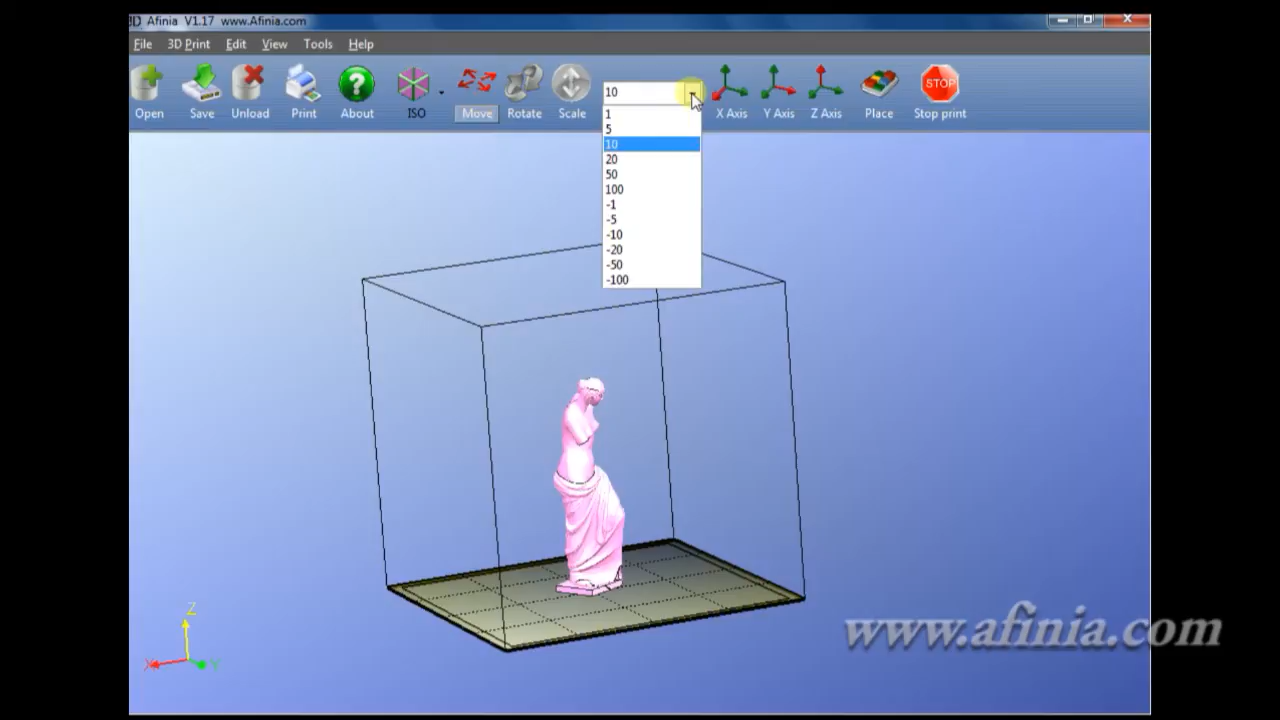 3D Afinia V1.17 www.Afinia.com
File 3D Print Edit View Tools Help
Open Save Unload Print About ISO Move Rotate Scale 10 X Axis Y Axis Z Axis Place Stop print
STOP
1
5
10
20
50
100
-1
-5
-10
-20
-50
-100
Z
X Y
www.afinia.com